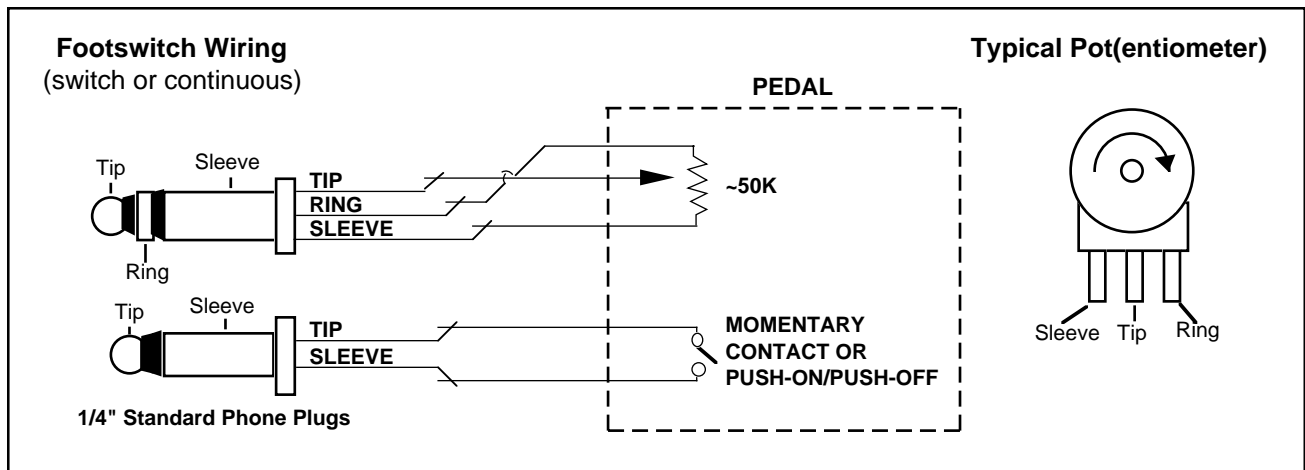 Footswitch Wiring
(switch or continuous)
Typical Pot(entiometer)
PEDAL
Tip
Sleeve
TIP
RING
SLEEVE
Ring
~50K
Tip
Sleeve
TIP
SLEEVE
MOMENTARY
CONTACT OR
PUSH-ON/PUSH-OFF
1/4" Standard Phone Plugs
Sleeve
Tip
Ring